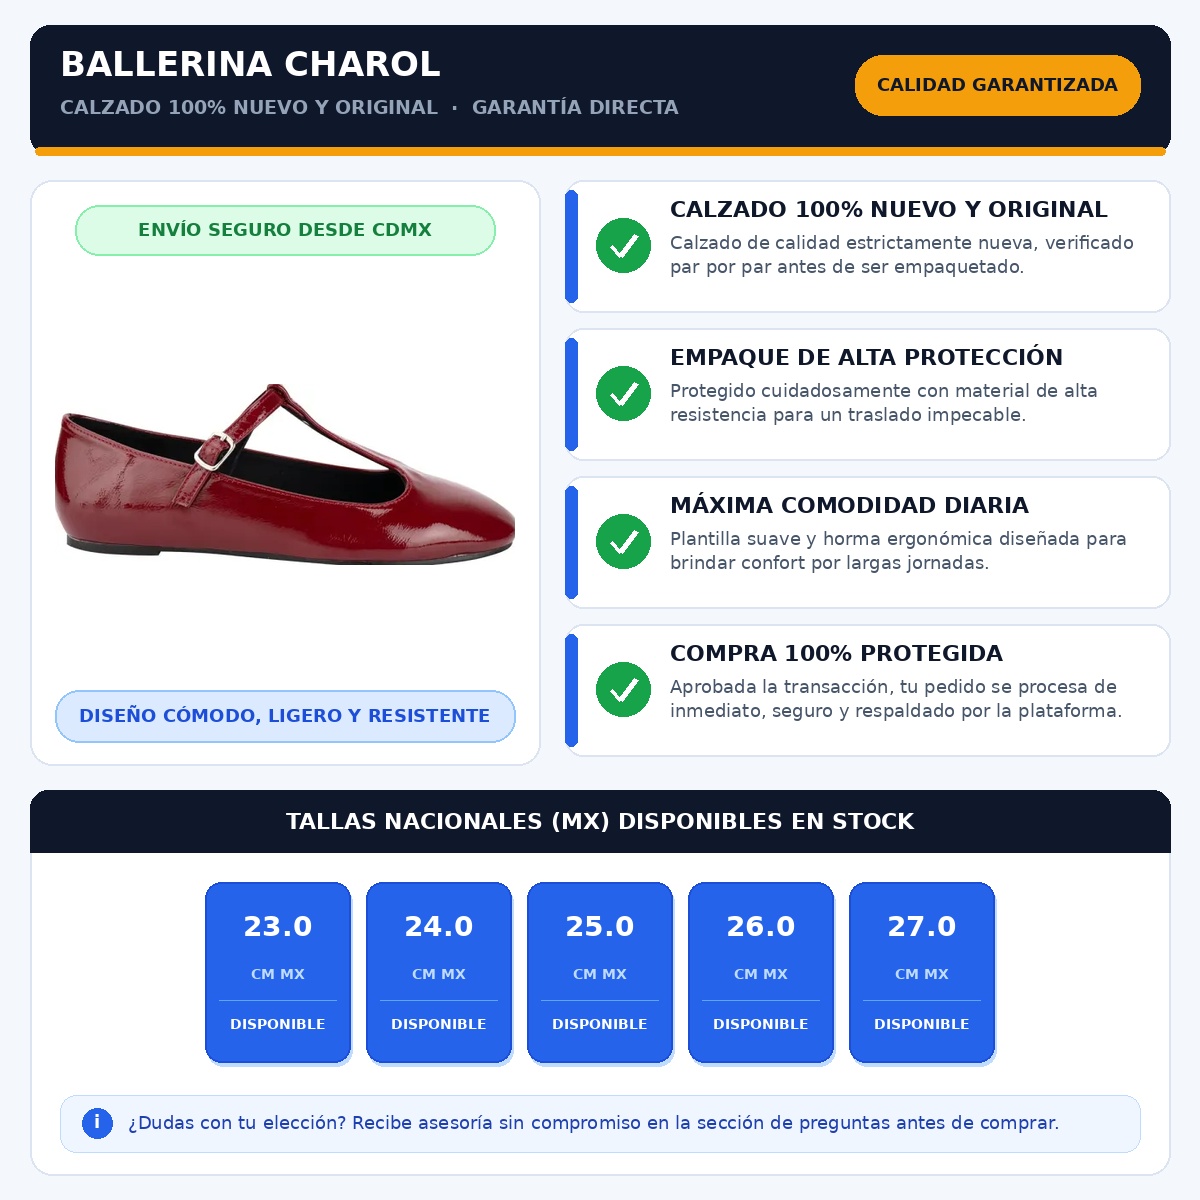 BALLERINA CHAROL
CALZADO 100% NUEVO Y ORIGINAL · GARANTÍA DIRECTA
CALIDAD GARANTIZADA
ENVÍO SEGURO DESDE CDMX
DISEÑO CÓMODO, LIGERO Y RESISTENTE
CALZADO 100% NUEVO Y ORIGINAL
Calzado de calidad estrictamente nueva, verificado
par por par antes de ser empaquetado.
EMPAQUE DE ALTA PROTECCIÓN
Protegido cuidadosamente con material de alta
resistencia para un traslado impecable.
MÁXIMA COMODIDAD DIARIA
Plantilla suave y horma ergonómica diseñada para
brindar confort por largas jornadas.
COMPRA 100% PROTEGIDA
Aprobada la transacción, tu pedido se procesa de
inmediato, seguro y respaldado por la plataforma.
TALLAS NACIONALES (MX) DISPONIBLES EN STOCK
23.0
CM MX
DISPONIBLE
24.0
CM MX
DISPONIBLE
25.0
CM MX
DISPONIBLE
26.0
CM MX
DISPONIBLE
27.0
CM MX
DISPONIBLE
i ¿Dudas con tu elección? Recibe asesoría sin compromiso en la sección de preguntas antes de comprar.